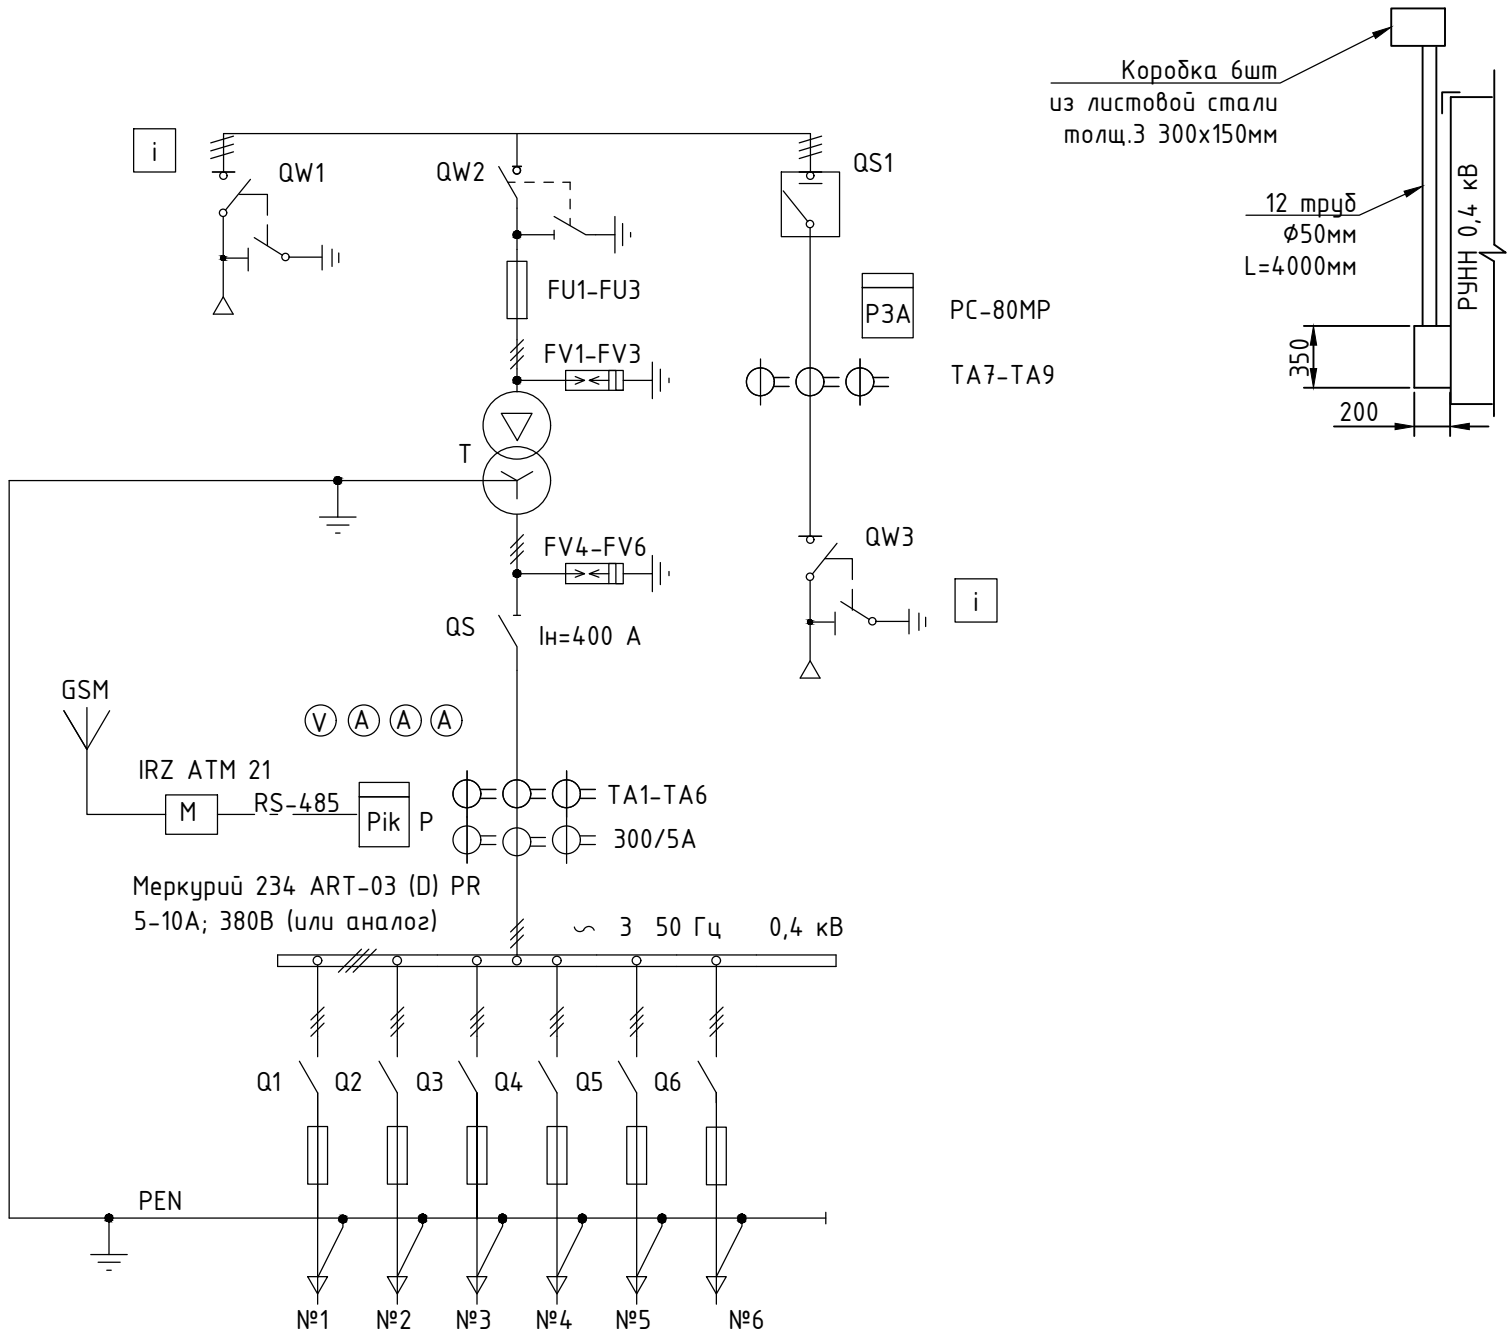 Коробка 6шт
из листовой стали
толщ.3 300х150мм
i
QW1
QW2
QS1
12 труб
Ф50мм
L=4000мм
РУНН 0,4 кВ
FU1-FU3
РЗА
РС-80МР
FV1-FV3
TA7-TA9
350
200
T
QW3
FV4-FV6
i
QS
Iн=400 А
GSM
V A A A
IRZ ATM 21
M
RS-485
Pik
P
TA1-TA6
300/5А
Меркурий 234 ART-03 (D) PR
5-10А; 380В (или аналог)
~ 3 50 Гц 0,4 кВ
Q1
Q2
Q3
Q4
Q5
Q6
PEN
№1
№2
№3
№4
№5
№6